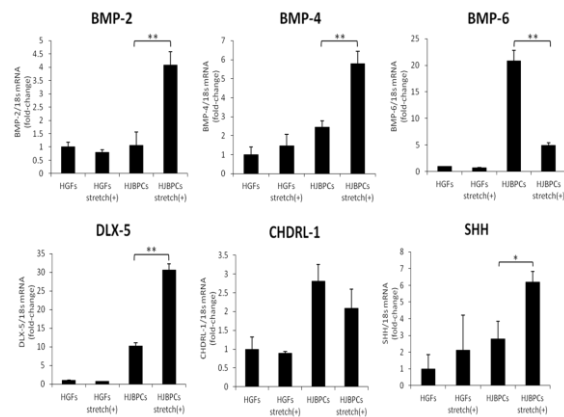 BMP-2
BMP-4
BMP-6
**
**
**
BMP-2/18s mRNA
(fold-change)
4.5
4
3.5
3
2.5
2
1.5
1
0.5
0
BMP-4/18s mRNA
(fold-change)
7
6
5
4
3
2
1
0
BMP-6/18s mRNA
(fold-change)
25
20
15
10
5
0
HGFs
HGFs
stretch(+)
HJBPCs
HJBPCs
stretch(+)
HGFs
HGFs
stretch(+)
HJBPCs
HJBPCs
stretch(+)
HGFs
HGFs
stretch(+)
HJBPCs
HJBPCs
stretch(+)
DLX-5
CHDRL-1
SHH
**
*
DLX-5/18s mRNA
(fold-change)
35
30
25
20
15
10
5
0
CHDRL-1/18s mRNA
(fold-change)
3.5
3
2.5
2
1.5
1
0.5
0
SHH/18s mRNA
(fold-change)
8
7
6
5
4
3
2
1
0
HGFs
HGFs
stretch(+)
HJBPCs
HJBPCs
stretch(+)
HGFs
HGFs
stretch(+)
HJBPCs
HJBPCs
stretch(+)
HGFs
HGFs
stretch(+)
HJBPCs
HJBPCs
stretch(+)